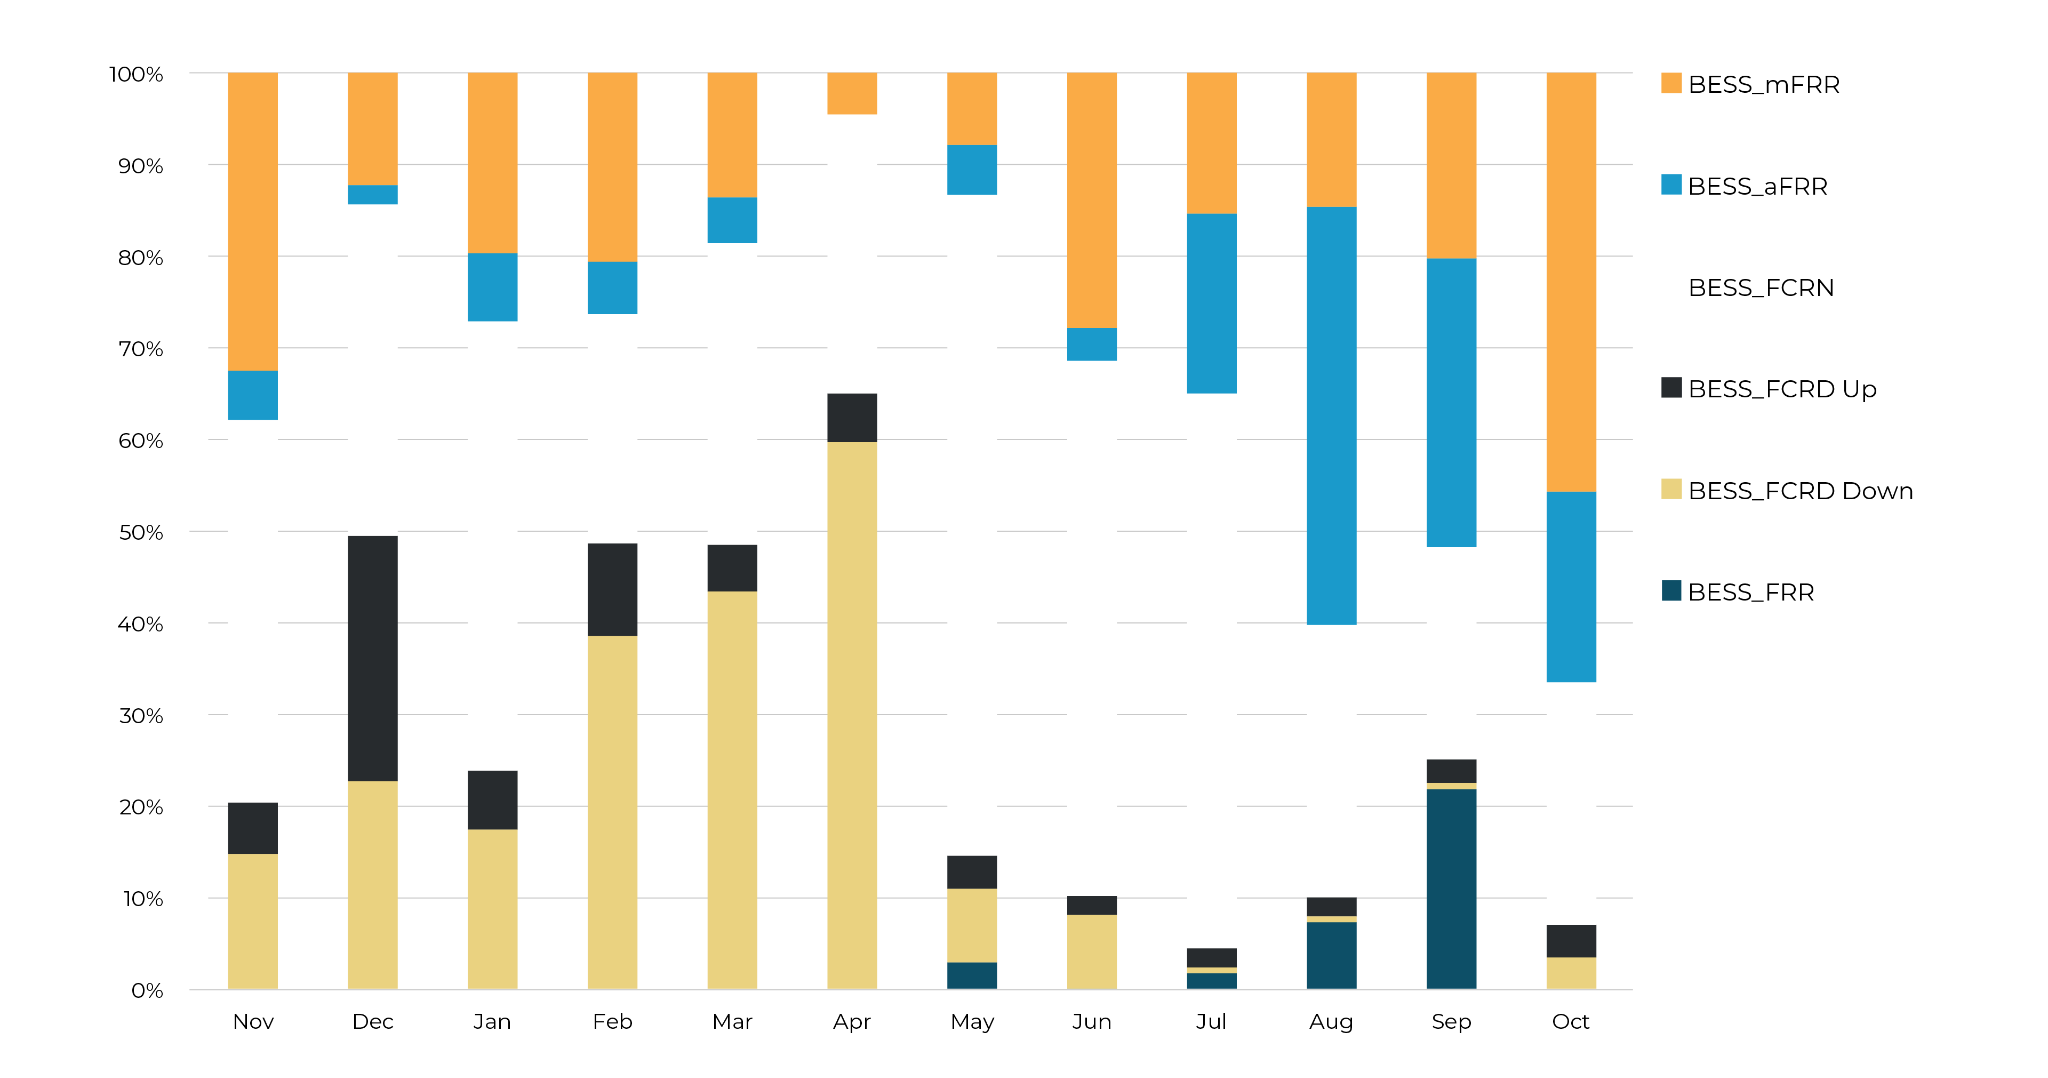 100%
90%
80%
70%
60%
50%
40%
30%
20%
10%
0%
Nov Dec Jan Feb Mar Apr May Jun Jul Aug Sep Oct
BESS_mFRR
BESS_aFRR
BESS_FCRN
BESS_FCRD Up
BESS_FCRD Down
BESS_FRR